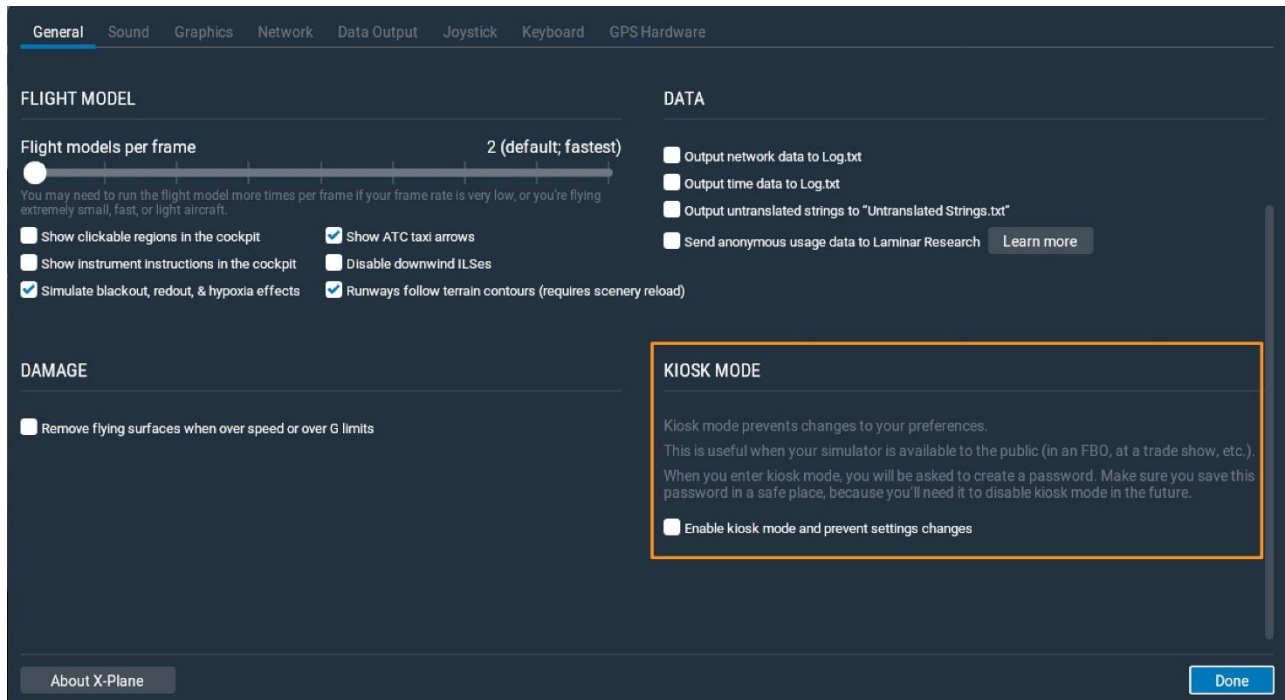 General Sound Graphics Network Data Output Joystick Keyboard GPS Hardware
FLIGHT MODEL
Flight models per frame 2 (default; fastest)
You may need to run the flight model more times per frame if your frame rate is very low, or you're flying
extremely small, fast, or light aircraft.
Show clickable regions in the cockpit
Show ATC taxi arrows
Show instrument instructions in the cockpit
Disable downwind ILSes
Simulate blackout, redout, & hypoxia effects
Runways follow terrain contours (requires scenery reload)
DATA
Output network data to Log.txt
Output time data to Log.txt
Output untranslated strings to “Untranslated Strings.txt”
Send anonymous usage data to Laminar Research Learn more
DAMAGE
Remove flying surfaces when over speed or over G limits
KIOSK MODE
Kiosk mode prevents changes to your preferences.
This is useful when your simulator is available to the public (in an FBO, at a trade show, etc.).
When you enter kiosk mode, you will be asked to create a password. Make sure you save this
password in a safe place, because you'll need it to disable kiosk mode in the future.
Enable kiosk mode and prevent settings changes
About X-Plane
Done